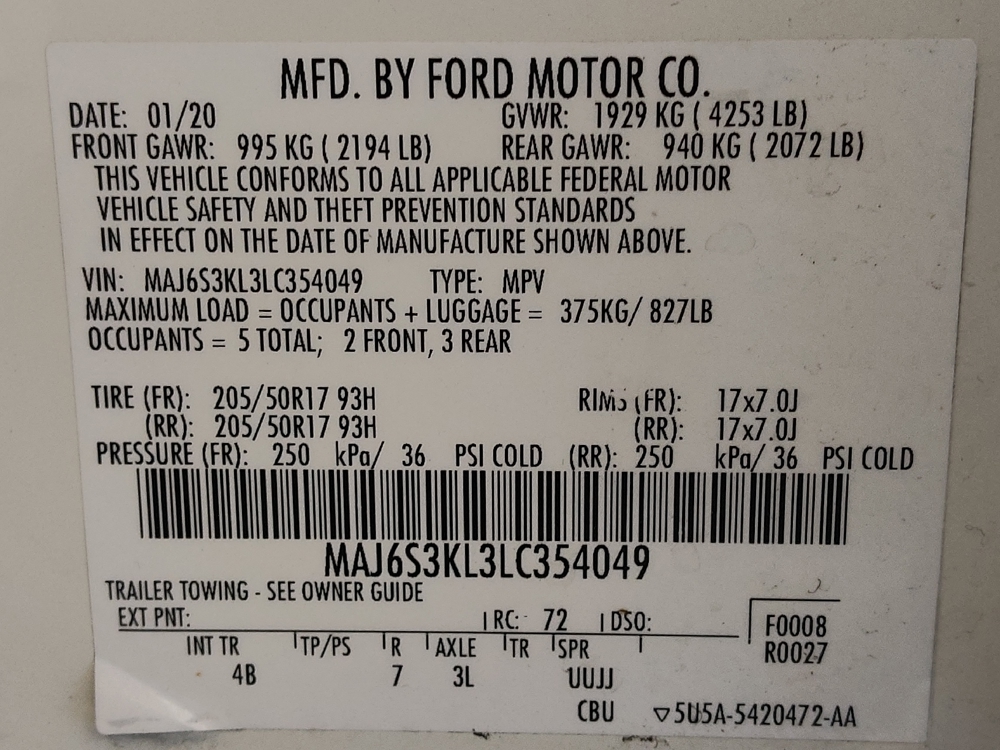 MFD. BY FORD MOTOR CO.
DATE: 01/20 GVWR: 1929 KG ( 4253 LB)
FRONT GAWR: 995 KG ( 2194 LB) REAR GAWR: 940 KG ( 2072 LB)
THIS VEHICLE CONFORMS TO ALL APPLICABLE FEDERAL MOTOR
VEHICLE SAFETY AND THEFT PREVENTION STANDARDS
IN EFFECT ON THE DATE OF MANUFACTURE SHOWN ABOVE.
VIN: MAJ6S3KL3LC354049 TYPE: MPV
MAXIMUM LOAD = OCCUPANTS + LUGGAGE = 375KG/ 827LB
OCCUPANTS = 5 TOTAL; 2 FRONT, 3 REAR
TIRE (FR): 205/50R17 93H RIMS (FR): 17x7.0J
(RR): 205/50R17 93H (RR): 17x7.0J
PRESSURE (FR): 250 kPa/ 36 PSI COLD (RR): 250 kPa/ 36 PSI COLD
MAJ6S3KL3LC354049
TRAILER TOWING - SEE OWNER GUIDE
EXT PNT: RC: 72 DSO: F0008
INT TR TP/PS R AXLE TR SPR R0027
4B 7 3L UUJJ
CBU ▽5U5A-5420472-AA